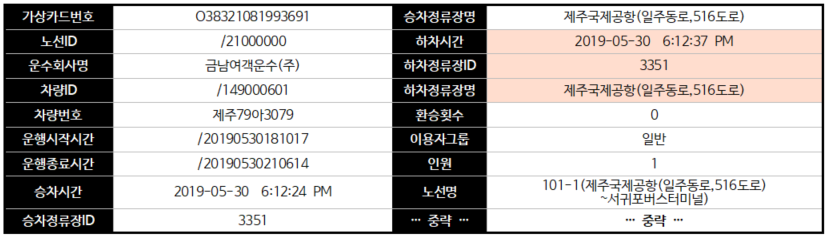 가상카드번호 O38321081993691 승차정류장명 제주국제공항(일주동로,516도로)
노선ID /21000000 하차시간 2019-05-30 6:12:37 PM
운수회사명 금남여객운수(주) 하차정류장ID 3351
차량ID /149000601 하차정류장명 제주국제공항(일주동로,516도로)
차량번호 제주79아3079 환승횟수 0
운행시작시간 /20190530181017 이용자그룹 일반
운행종료시간 /20190530210614 인원 1
승차시간 2019-05-30 6:12:24 PM 노선명 101-1(제주국제공항(일주동로,516도로)
~서귀포버스터미널)
승차정류장ID 3351 … 중략 … … 중략 …